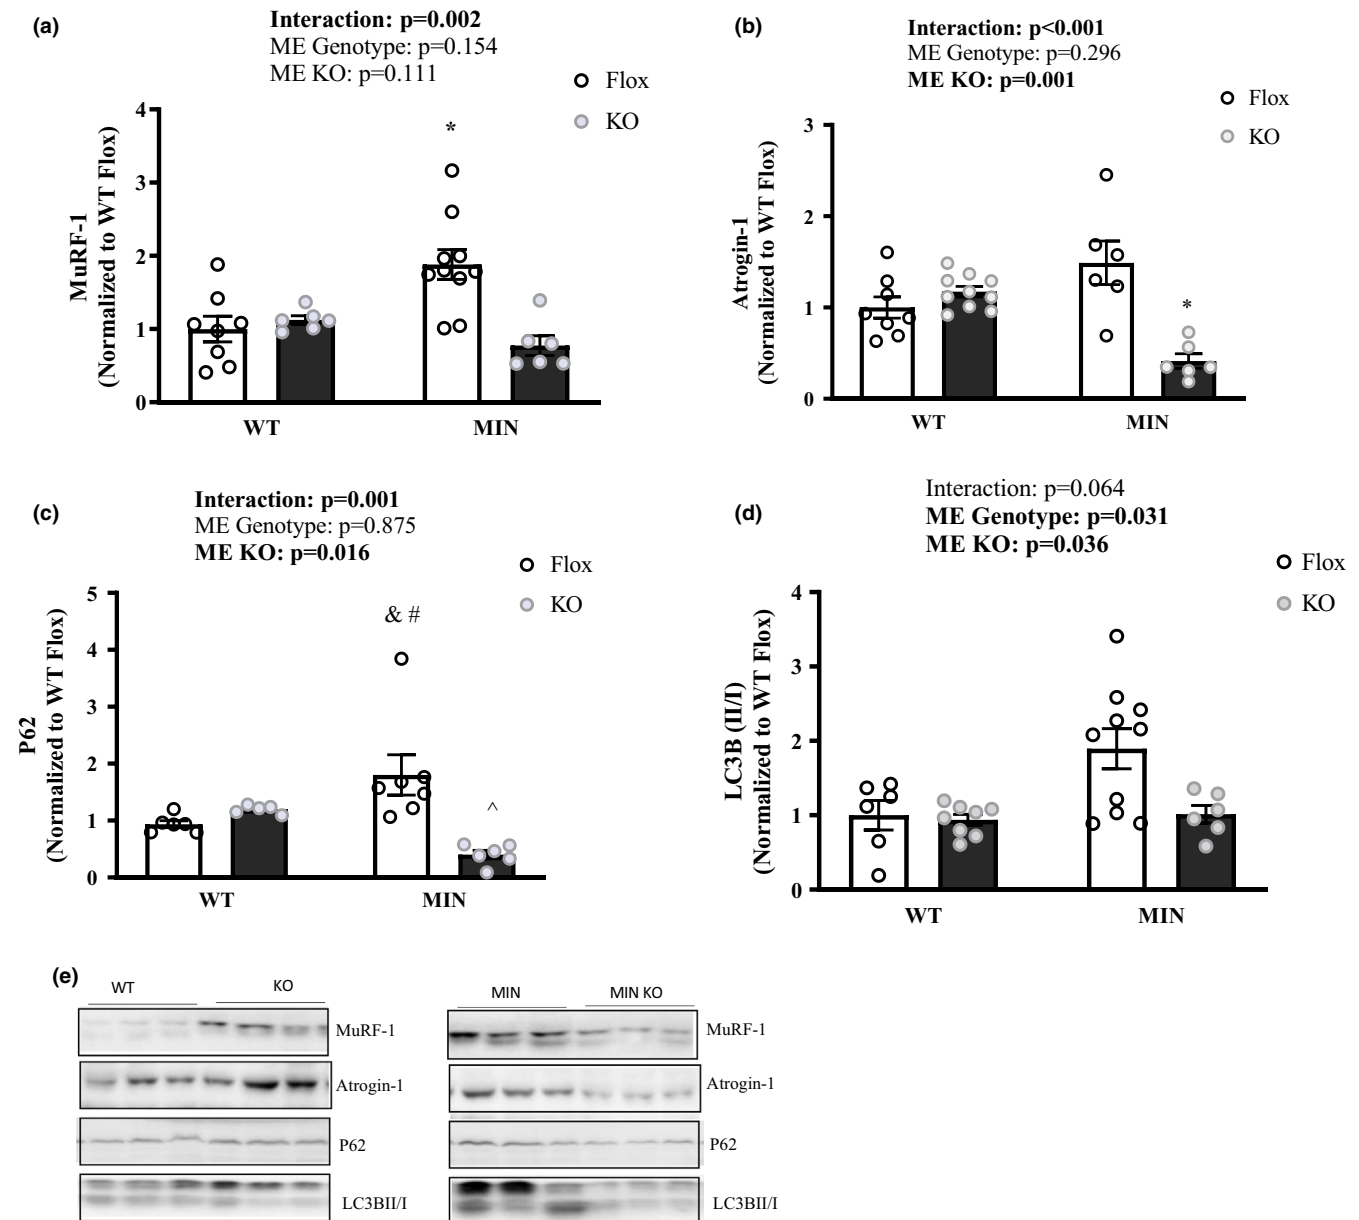 (a)
Interaction: p=0.002
ME Genotype: p=0.154
ME KO: p=0.111
Flox
KO
MuRF-1
(Normalized to WT Flox)
4
3
2
1
0
*
WT
MIN
(b)
Interaction: p<0.001
ME Genotype: p=0.296
ME KO: p=0.001
Flox
KO
Atrogin-1
(Normalized to WT Flox)
3
2
1
0
*
WT
MIN
(c)
Interaction: p=0.001
ME Genotype: p=0.875
ME KO: p=0.016
Flox
KO
P62
(Normalized to WT Flox)
5
4
3
2
1
0
& #
^
WT
MIN
(d)
Interaction: p=0.064
ME Genotype: p=0.031
ME KO: p=0.036
Flox
KO
LC3B (II/I)
(Normalized to WT Flox)
4
3
2
1
0
WT
MIN
(e)
WT KO
MuRF-1
Atrogin-1
P62
LC3BII/I
MIN MIN KO
MuRF-1
Atrogin-1
P62
LC3BII/I